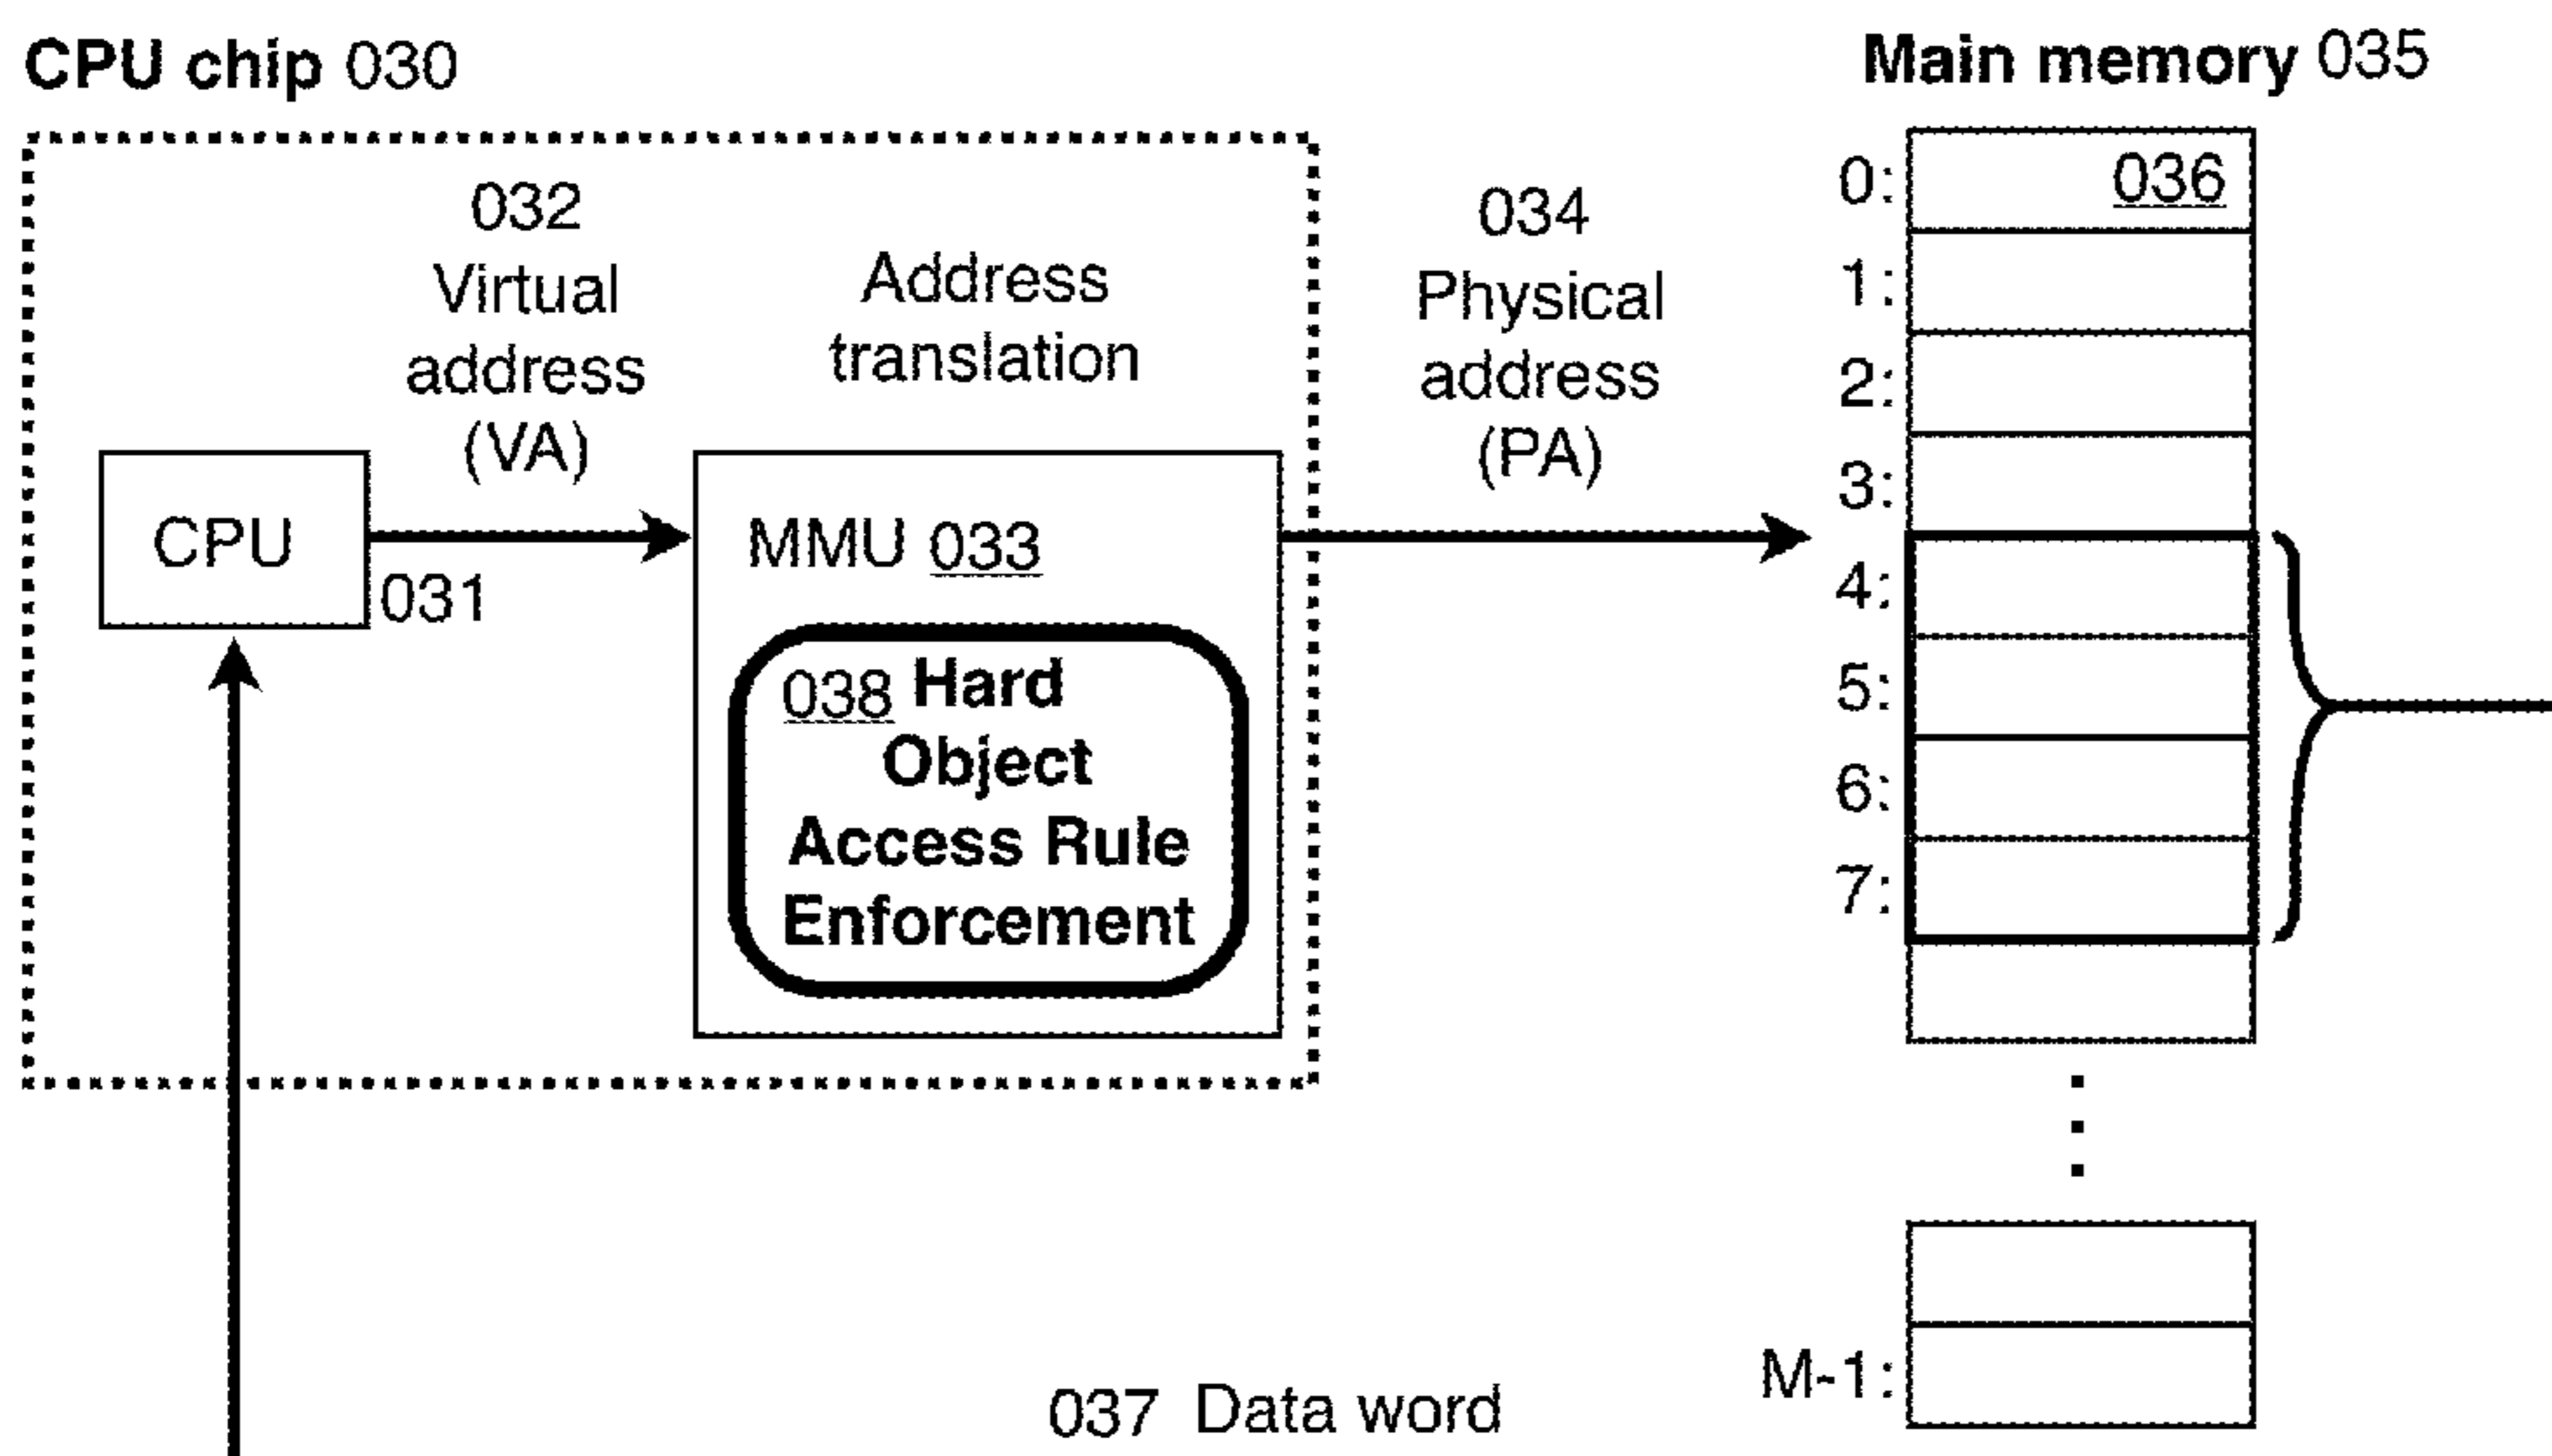 CPU chip 030
Main memory 035
032
Virtual
address
(VA)
Address
translation
034
Physical
address
(PA)
CPU
031
MMU 033
038 Hard
Object
Access Rule
Enforcement
0:
036
1:
2:
3:
4:
5:
6:
7:
M-1:
037 Data word